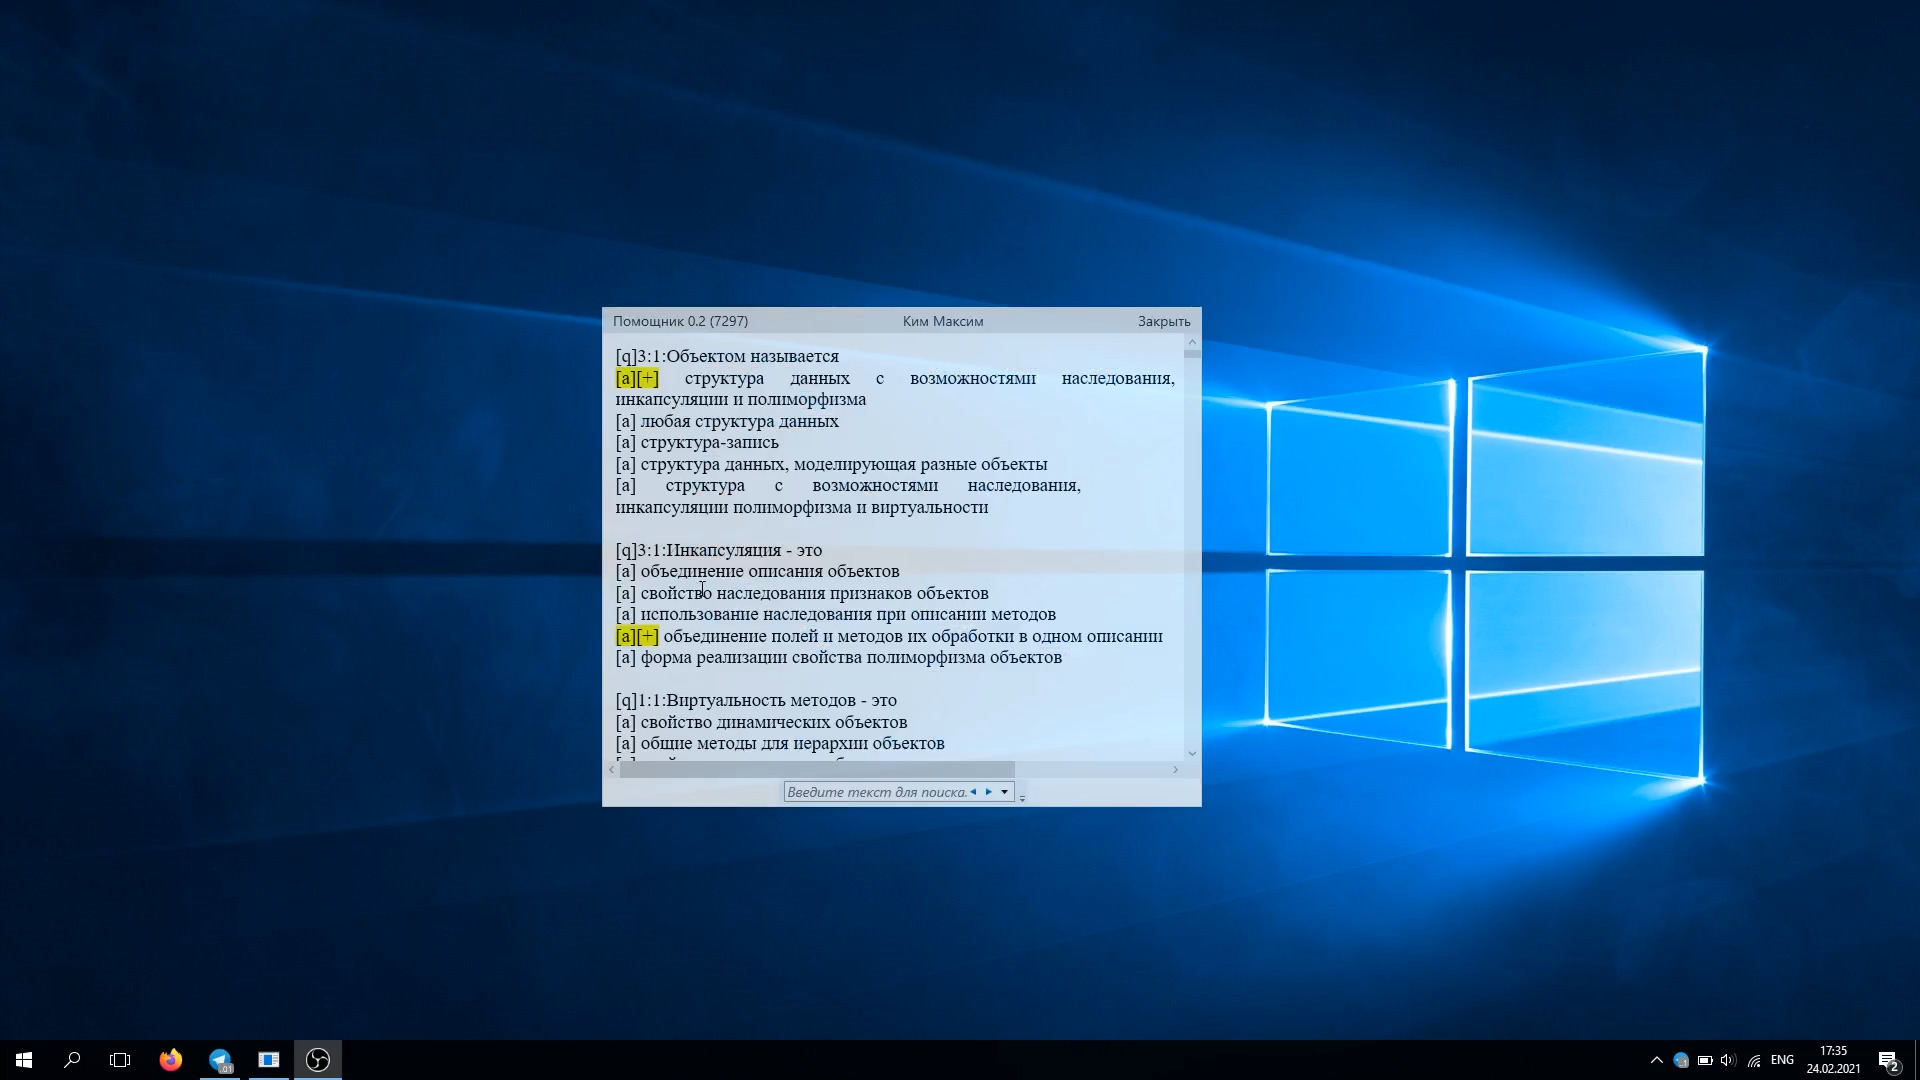 Помощник 0.2 (7297) Ким Максим Закрыть
[q]3:1:Объектом называется
[a][+] структура данных с возможностями наследования,
инкапсуляции и полиморфизма
[a] любая структура данных
[a] структура-запись
[a] структура данных, моделирующая разные объекты
[a] структура с возможностями наследования,
инкапсуляции полиморфизма и виртуальности
[q]3:1:Инкапсуляция - это
[a] объединение описания объектов
[a] свойство наследования признаков объектов
[a] использование наследования при описании методов
[a][+] объединение полей и методов их обработки в одном описании
[a] форма реализации свойства полиморфизма объектов
[q]1:1:Виртуальность методов - это
[a] свойство динамических объектов
[a] общие методы для иерархии объектов
Введите текст для поиска.
.01
ENG
17:35
24.02.2021
2